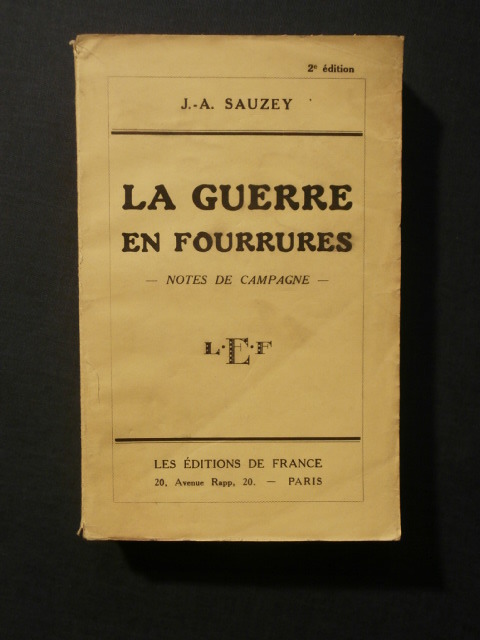 2e édition
J.-A. SAUZEY
LA GUERRE
EN FOURRURES
— NOTES DE CAMPAGNE —
L·E·F
LES ÉDITIONS DE FRANCE
20, Avenue Rapp, 20. — PARIS